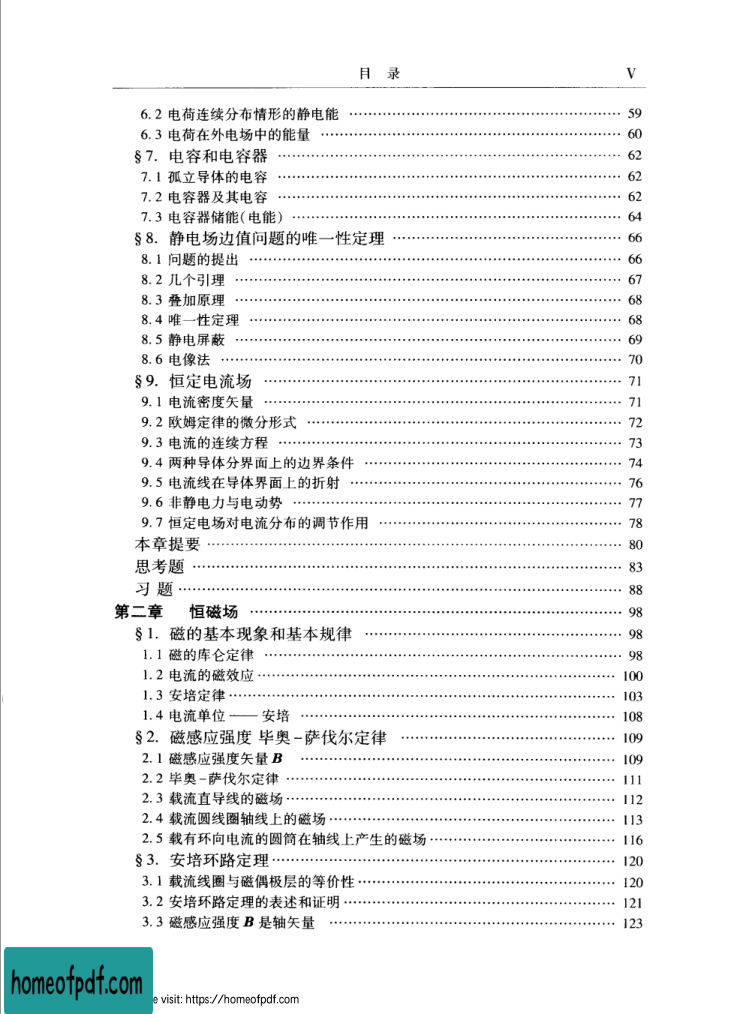 目 录 V
6.2 电荷连续分布情形的静电能 …… 59
6.3 电荷在外电场中的能量 …… 60
§7. 电容和电容器 …… 62
7.1 孤立导体的电容 …… 62
7.2 电容器及其电容 …… 62
7.3 电容器储能(电能) …… 64
§8. 静电场边值问题的唯一性定理 …… 66
8.1 问题的提出 …… 66
8.2 几个引理 …… 67
8.3 叠加原理 …… 68
8.4 唯一性定理 …… 68
8.5 静电屏蔽 …… 69
8.6 电像法 …… 70
§9. 恒定电流场 …… 71
9.1 电流密度矢量 …… 71
9.2 欧姆定律的微分形式 …… 72
9.3 电流的连续方程 …… 73
9.4 两种导体分界面上的边界条件 …… 74
9.5 电流线在导体界面上的折射 …… 76
9.6 非静电力与电动势 …… 77
9.7 恒定电场对电流分布的调节作用 …… 78
本章提要 …… 80
思考题 …… 83
习 题 …… 88
第二章 恒磁场 …… 98
§1. 磁的基本现象和基本规律 …… 98
1.1 磁的库仑定律 …… 98
1.2 电流的磁效应 …… 100
1.3 安培定律 …… 103
1.4 电流单位——安培 …… 108
§2. 磁感应强度 毕奥-萨伐尔定律 …… 109
2.1 磁感应强度矢量B …… 109
2.2 毕奥-萨伐尔定律 …… 111
2.3 载流直导线的磁场 …… 112
2.4 载流圆线圈轴线上的磁场 …… 113
2.5 载有环向电流的圆筒在轴线上产生的磁场 …… 116
§3. 安培环路定理 …… 120
3.1 载流线圈与磁偶极层的等价性 …… 120
3.2 安培环路定理的表述和证明 …… 121
3.3 磁感应强度B是轴矢量 …… 123
homeofpdf.com
e visit: https://homeofpdf.com